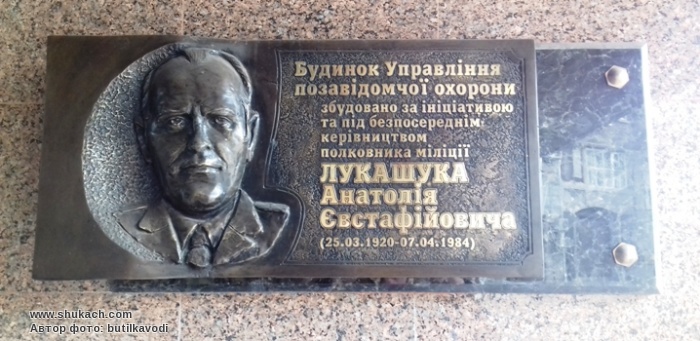 Будинок Управління
позавідомчої охорони
збудовано за ініціативою
та під безпосереднім
керівництвом
полковника міліції
ЛУКАЩУКА
Анатолія
Євстафійовича
(25.03.1920-07.04.1984)
www.shukach.com
Автор фото: butilkavodi